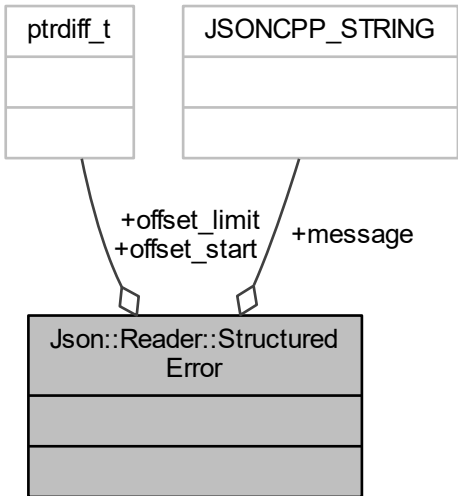 ptrdiff_t
JSONCPP_STRING
+offset_limit
+offset_start
+message
Json::Reader::Structured
Error